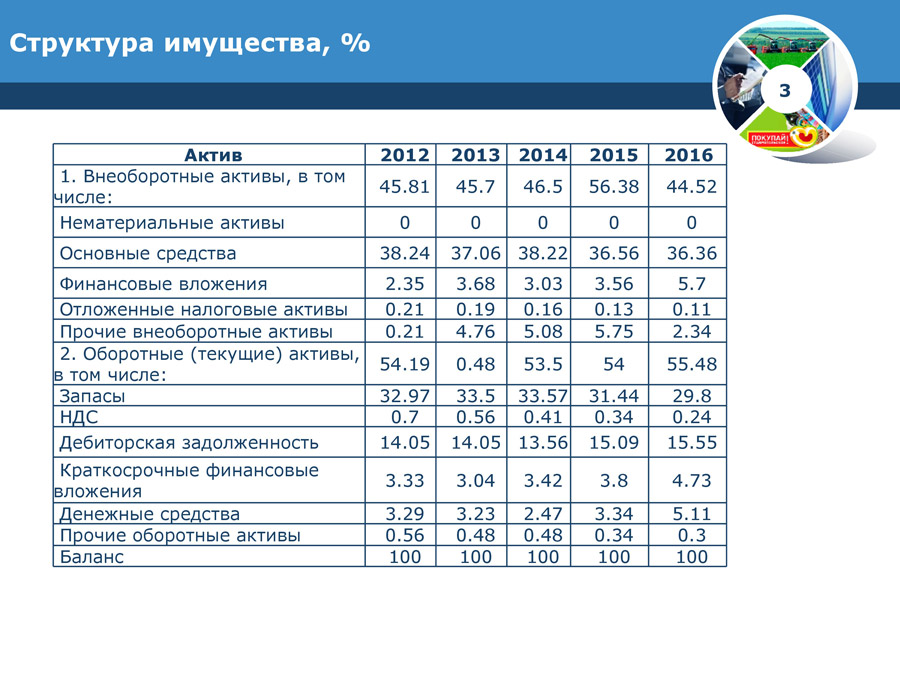 Структура имущества, %
3
ПОКУПАЙ
Актив 2012 2013 2014 2015 2016
1. Внеоборотные активы, в том
числе: 45.81 45.7 46.5 56.38 44.52
Нематериальные активы 0 0 0 0 0
Основные средства 38.24 37.06 38.22 36.56 36.36
Финансовые вложения 2.35 3.68 3.03 3.56 5.7
Отложенные налоговые активы 0.21 0.19 0.16 0.13 0.11
Прочие внеоборотные активы 0.21 4.76 5.08 5.75 2.34
2. Оборотные (текущие) активы,
в том числе: 54.19 0.48 53.5 54 55.48
Запасы 32.97 33.5 33.57 31.44 29.8
НДС 0.7 0.56 0.41 0.34 0.24
Дебиторская задолженность 14.05 14.05 13.56 15.09 15.55
Краткосрочные финансовые
вложения 3.33 3.04 3.42 3.8 4.73
Денежные средства 3.29 3.23 2.47 3.34 5.11
Прочие оборотные активы 0.56 0.48 0.48 0.34 0.3
Баланс 100 100 100 100 100